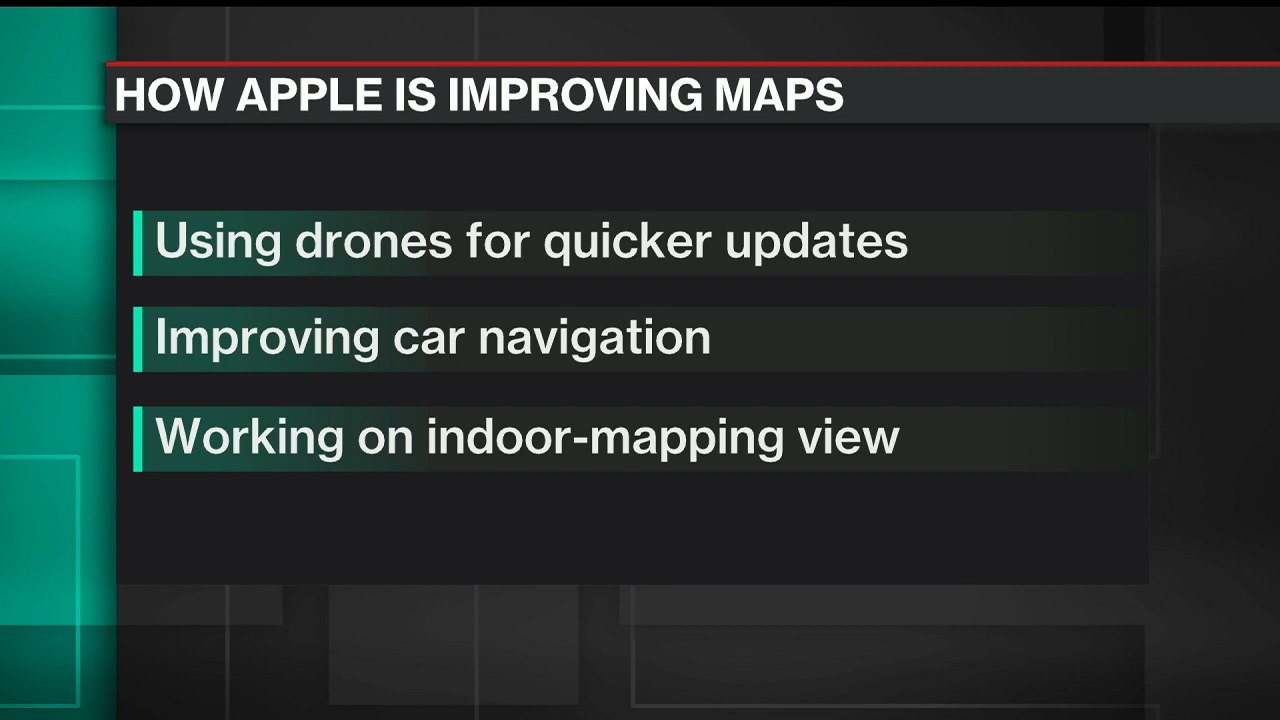 HOW APPLE IS IMPROVING MAPS
Using drones for quicker updates
Improving car navigation
Working on indoor-mapping view